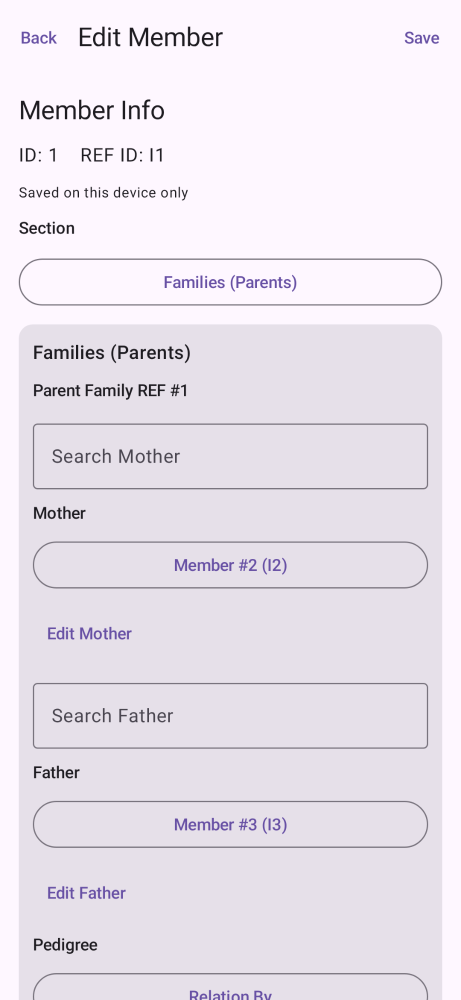 Back Edit Member Save
Member Info
ID: 1 REF ID: I1
Saved on this device only
Section
Families (Parents)
Families (Parents)
Parent Family REF #1
Search Mother
Mother
Member #2 (I2)
Edit Mother
Search Father
Father
Member #3 (I3)
Edit Father
Pedigree
Relation By